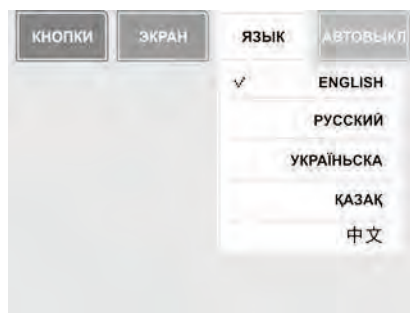 КНОПКИ ЭКРАН ЯЗЫК АВТОВЫКЛ
ENGLISH
РУССКИЙ
УКРАЇНЬСКА
ҚАЗАҚ
中文